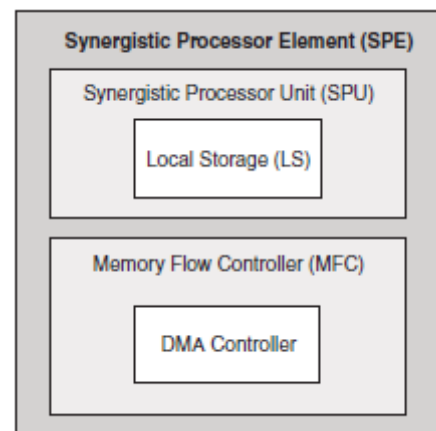 Synergistic Processor Element (SPE)
Synergistic Processor Unit (SPU)
Local Storage (LS)
Memory Flow Controller (MFC)
DMA Controller